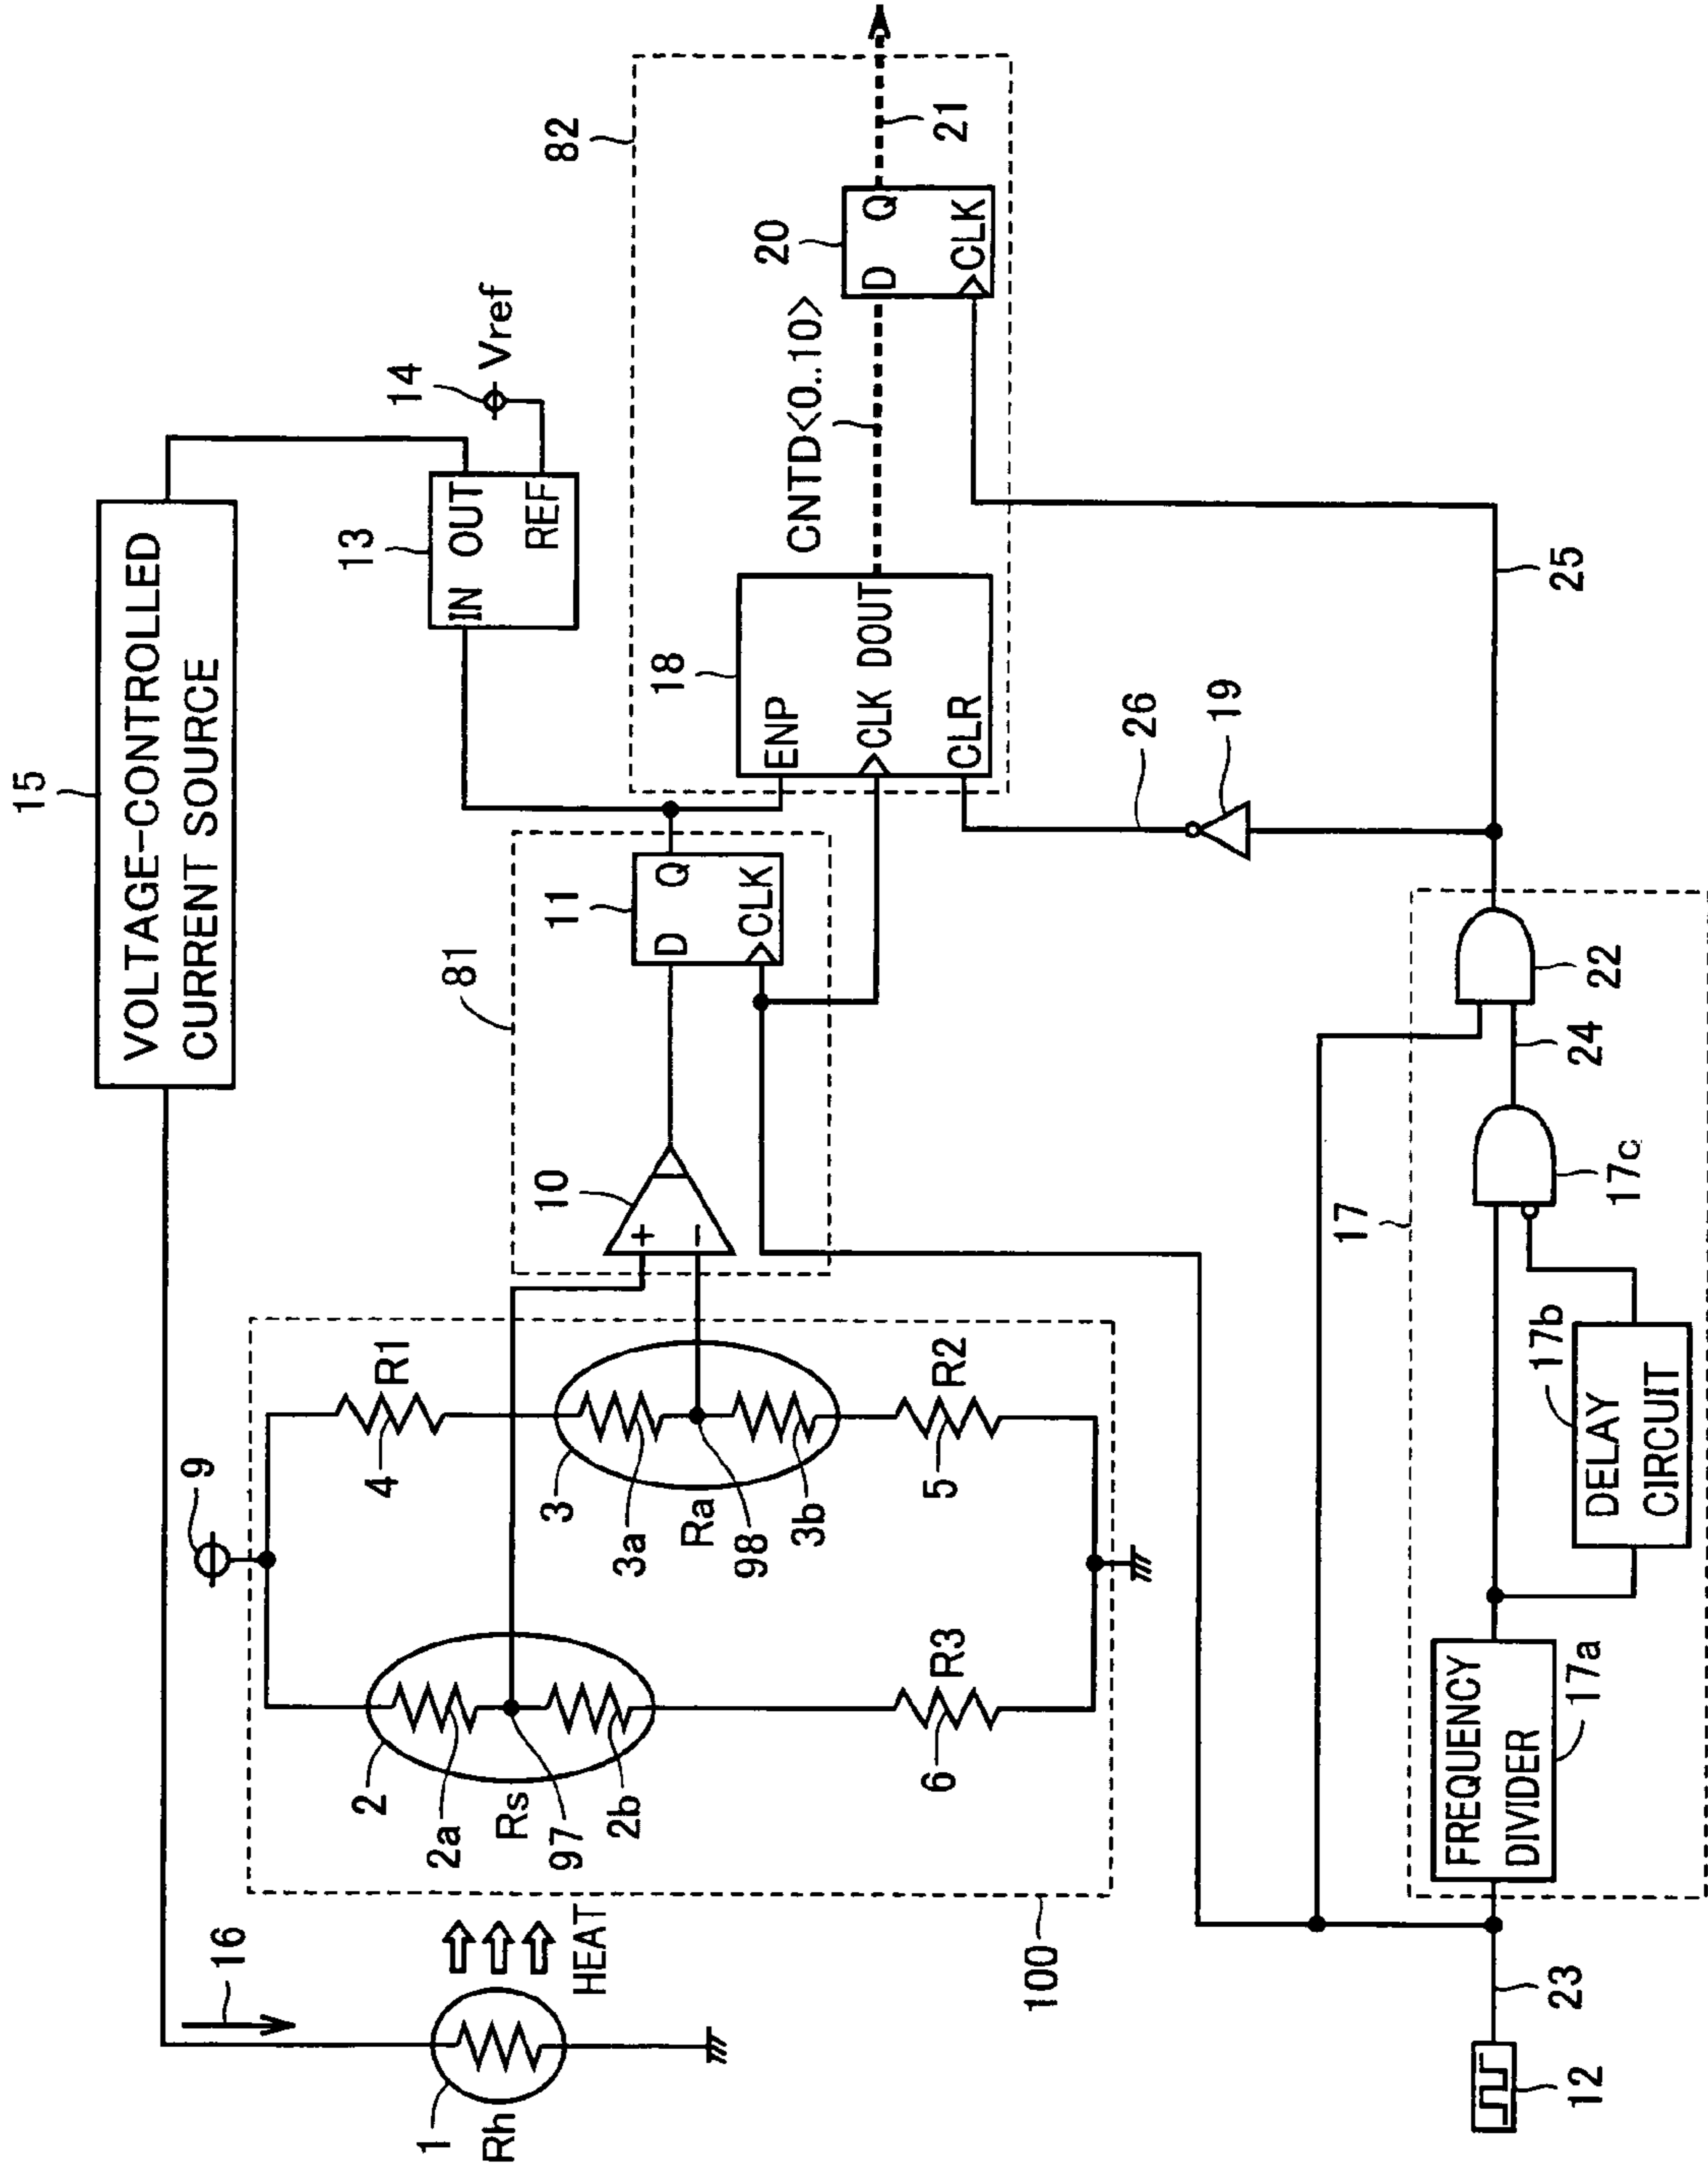 15
VOLTAGE-CONTROLLED
CURRENT SOURCE
16
1
Rh
HEAT
100
9
2
2a
Rs
97
2b
6
R3
4
R1
3
3a
Ra
98
3b
5
R2
81
10
+
−
11
D Q
CLK
13
IN OUT
REF
14
Vref
82
18
ENP
CLK DOUT
CLR
CNTD<0..10>
20
D Q
CLK
21
26
19
25
12
23
17
FREQUENCY
DIVIDER
17a
17b
DELAY
CIRCUIT
17c
24
22